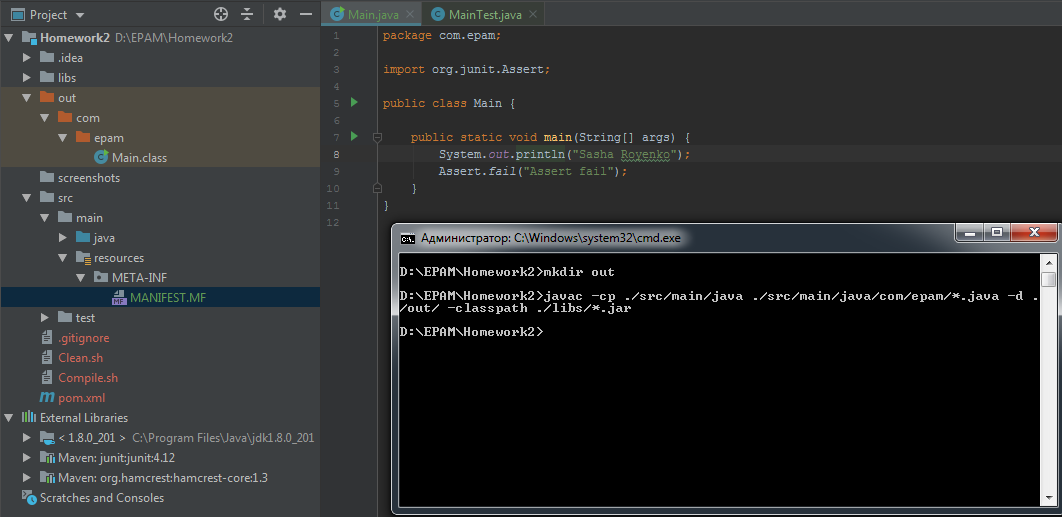 Project
Homework2 D:\EPAM\Homework2
.idea
libs
out
com
epam
Main.class
screenshots
src
main
java
resources
META-INF
MANIFEST.MF
test
.gitignore
Clean.sh
Compile.sh
pom.xml
External Libraries
< 1.8.0_201 > C:\Program Files\Java\jdk1.8.0_201
Maven: junit:junit:4.12
Maven: org.hamcrest:hamcrest-core:1.3
Scratches and Consoles
Main.java
MainTest.java
1 package com.epam;
2
3 import org.junit.Assert;
4
5 public class Main {
6
7 public static void main(String[] args) {
8 System.out.println("Sasha Royenko");
9 Assert.fail("Assert fail");
10 }
11 }
12
Администратор: C:\Windows\system32\cmd.exe
D:\EPAM\Homework2>mkdir out
D:\EPAM\Homework2>javac -cp ./src/main/java ./src/main/java/com/epam/*.java -d .
/out/ -classpath ./libs/*.jar
D:\EPAM\Homework2>